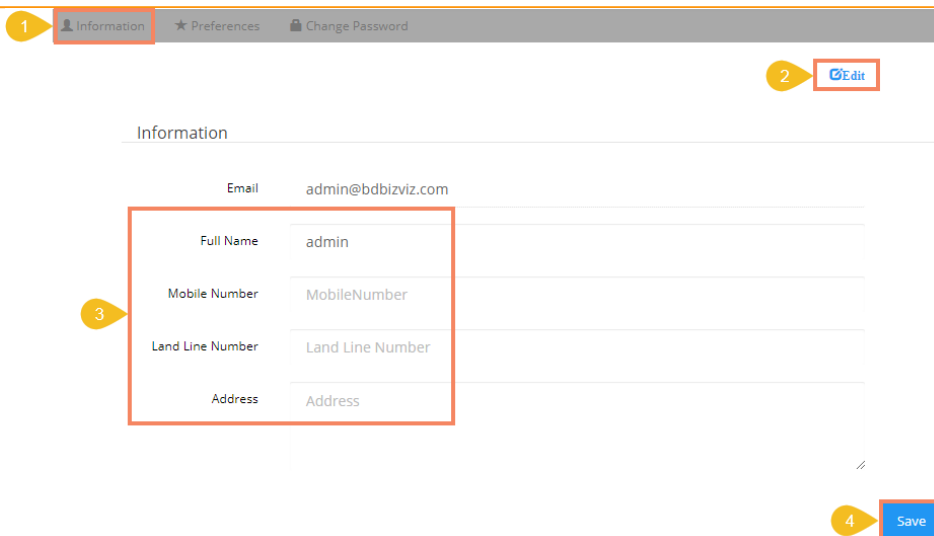 1 Information Preferences Change Password
2 Edit
Information
Email admin@bdbizviz.com
Full Name admin
Mobile Number MobileNumber
3
Land Line Number Land Line Number
Address Address
4 Save